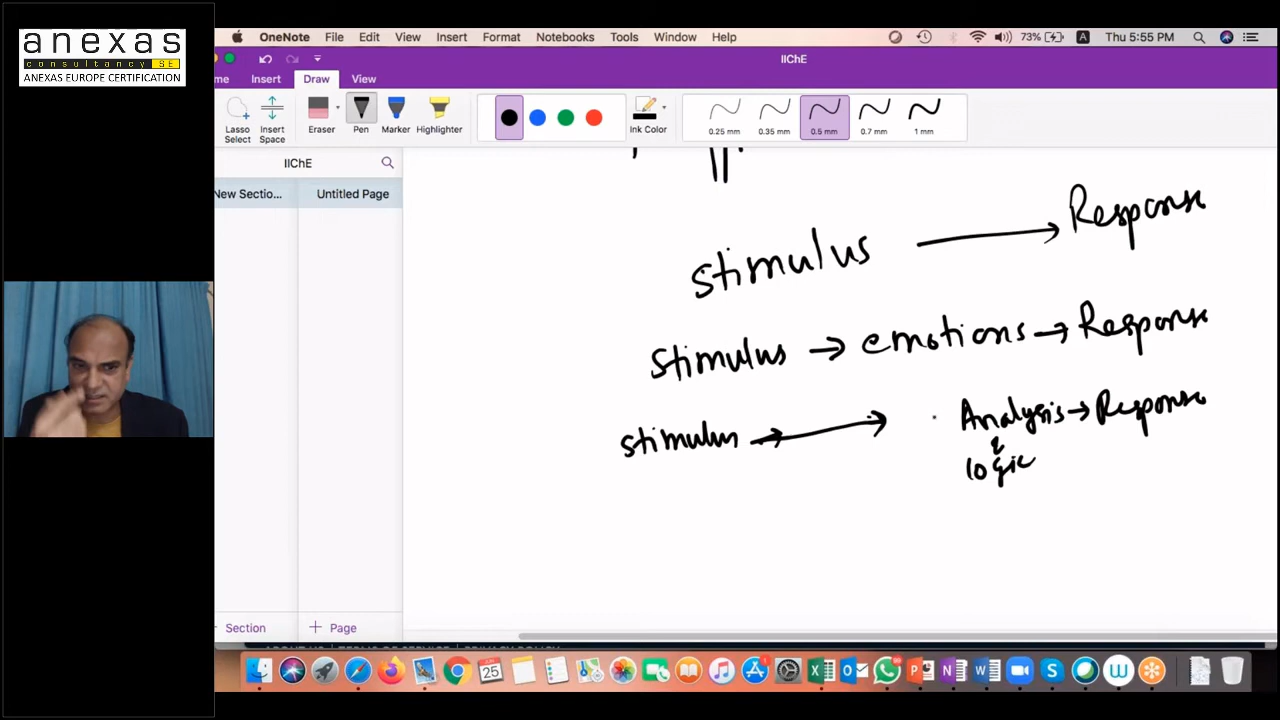 anexas
consultancy SE
ANEXAS EUROPE CERTIFICATION
OneNote File Edit View Insert Format Notebooks Tools Window Help 73% A Thu 5:55 PM
IIChE
me Insert Draw View
Lasso Select
Insert Space
Eraser
Pen
Marker
Highlighter
Ink Color
0.25 mm
0.35 mm
0.5 mm
0.7 mm
1 mm
IIChE
New Sectio...
Untitled Page
stimulus → Response
stimulus → emotions → Response
stimulus → Analysis → Response
&
logic
+ Section
+ Page
JUN
25